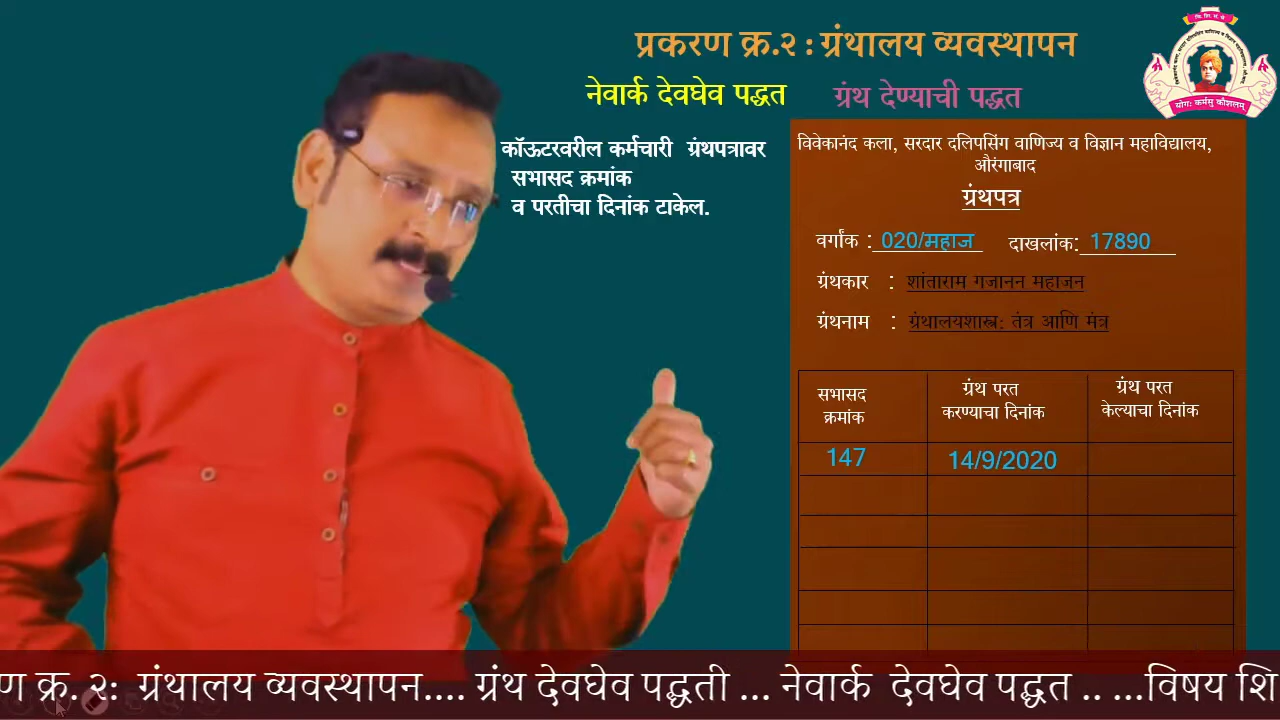 प्रकरण क्र.२ : ग्रंथालय व्यवस्थापन
नेवार्क देवघेव पद्धत
ग्रंथ देण्याची पद्धत
कॉऊटरवरील कर्मचारी ग्रंथपत्रावर
सभासद क्रमांक
व परतीचा दिनांक टाकेल.
विवेकानंद कला, सरदार दलिपसिंग वाणिज्य व विज्ञान महाविद्यालय,
औरंगाबाद
ग्रंथपत्र
वर्गांक : 020/महाज दाखलांक: 17890
ग्रंथकार : शांताराम गजानन महाजन
ग्रंथनाम : ग्रंथालयशास्त्र: तंत्र आणि मंत्र
सभासद क्रमांक
ग्रंथ परत करण्याचा दिनांक
ग्रंथ परत केल्याचा दिनांक
147 14/9/2020
योगः कर्मसु कौशलम्
ण क्र. २: ग्रंथालय व्यवस्थापन.... ग्रंथ देवघेव पद्धती ... नेवार्क देवघेव पद्धत .. ...विषय शि